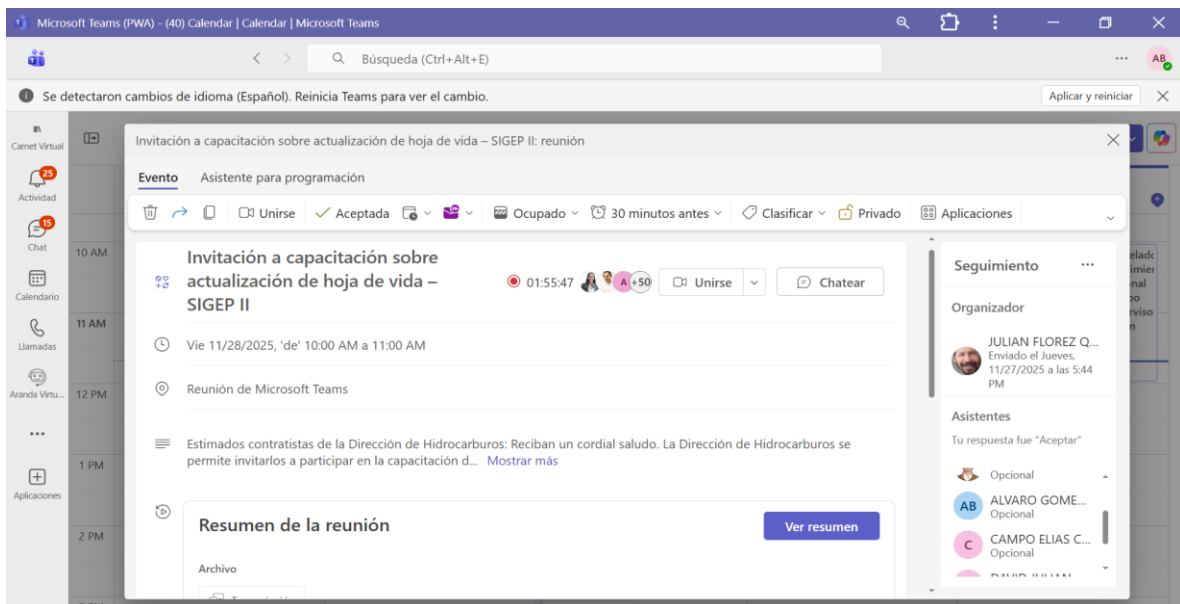 Microsoft Teams (PWA) - (40) Calendar | Calendar | Microsoft Teams
Búsqueda (Ctrl+Alt+E)
AB
Se detectaron cambios de idioma (Español). Reinicia Teams para ver el cambio.
Aplicar y reiniciar
Carnet Virtual
25
Actividad
15
Chat
Calendario
Llamadas
Aranda Virtu...
Aplicaciones
10 AM
11 AM
12 PM
1 PM
2 PM
Invitación a capacitación sobre actualización de hoja de vida – SIGEP II: reunión
Evento Asistente para programación
Unirse Aceptada Ocupado 30 minutos antes Clasificar Privado Aplicaciones
Invitación a capacitación sobre
actualización de hoja de vida –
SIGEP II
01:55:47 A +50 Unirse Chatear
Vie 11/28/2025, 'de' 10:00 AM a 11:00 AM
Reunión de Microsoft Teams
Estimados contratistas de la Dirección de Hidrocarburos: Reciban un cordial saludo. La Dirección de Hidrocarburos se
permite invitarlos a participar en la capacitación d... Mostrar más
Resumen de la reunión
Ver resumen
Archivo
Seguimiento
Organizador
JULIAN FLOREZ Q...
Enviado el Jueves,
11/27/2025 a las 5:44
PM
Asistentes
Tu respuesta fue "Aceptar"
Opcional
AB ALVARO GOME...
Opcional
C CAMPO ELIAS C...
Opcional